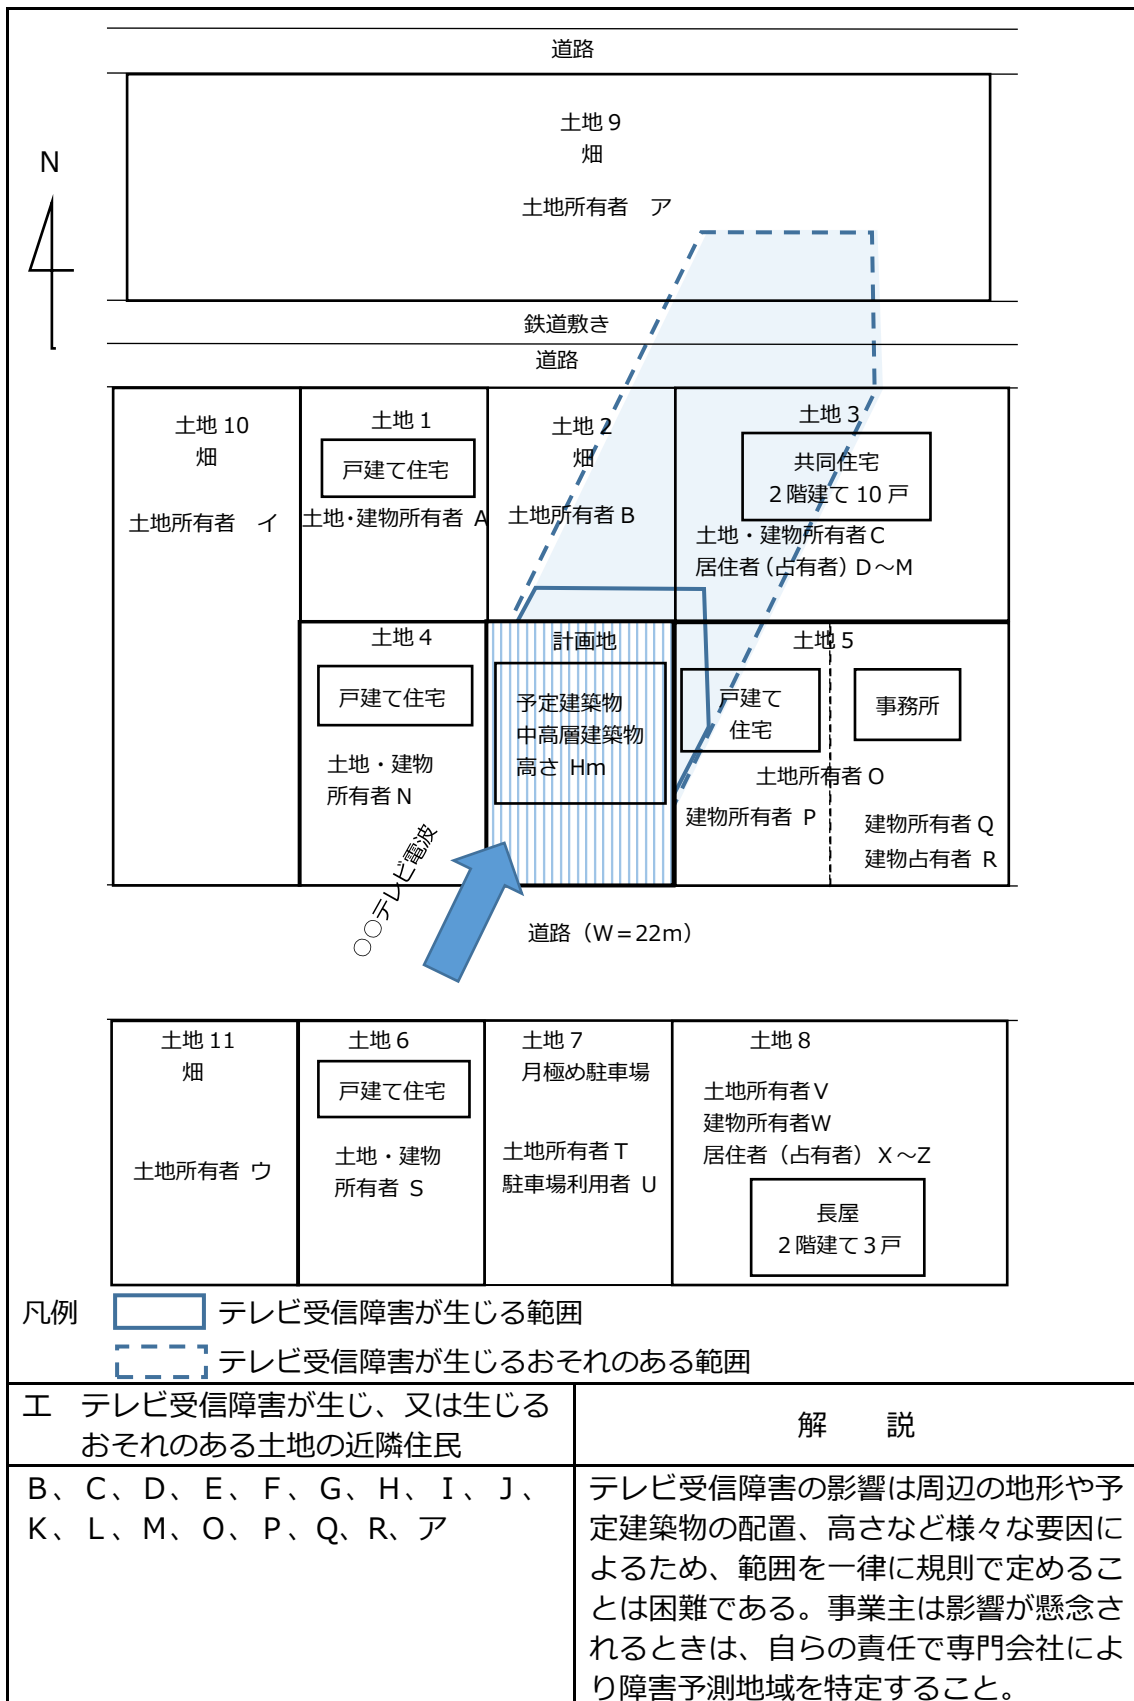 道路
土地９
畑
土地所有者　ア
N
鉄道敷き
道路
土地 10
畑
土地所有者　イ
土地 1
戸建て住宅
土地・建物所有者 A
土地 2
畑
土地所有者 B
土地 3
共同住宅
２階建て 10 戸
土地・建物所有者 C
居住者（占有者）D～M
土地 4
戸建て住宅
土地・建物
所有者 N
計画地
予定建築物
中高層建築物
高さ Hm
土地 5
戸建て
住宅
事務所
土地所有者 O
建物所有者 P
建物所有者 Q
建物占有者 R
○○テレビ電波
道路（W＝22m）
土地 11
畑
土地所有者 ウ
土地 6
戸建て住宅
土地・建物
所有者 S
土地 7
月極め駐車場
土地所有者 T
駐車場利用者 U
土地 8
土地所有者 V
建物所有者 W
居住者（占有者）X～Z
長屋
２階建て３戸
凡例
テレビ受信障害が生じる範囲
テレビ受信障害が生じるおそれのある範囲
エ　テレビ受信障害が生じ、又は生じる
おそれのある土地の近隣住民
解　説
Ｂ、Ｃ、Ｄ、Ｅ、Ｆ、Ｇ、Ｈ、Ｉ、Ｊ、
Ｋ、Ｌ、Ｍ、Ｏ、Ｐ、Ｑ、Ｒ、ア
テレビ受信障害の影響は周辺の地形や予
定建築物の配置、高さなど様々な要因に
よるため、範囲を一律に規則で定めるこ
とは困難である。事業主は影響が懸念さ
れるときは、自らの責任で専門会社によ
り障害予測地域を特定すること。